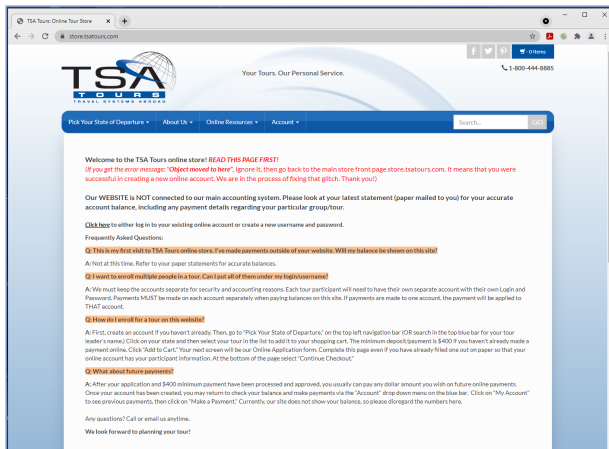 TSA Tours: Online Tour Store
store.tsatours.com
0 Items
1-800-444-8885
TSA
TOURS
TRAVEL SYSTEMS ABROAD
Your Tours. Our Personal Service.
Pick Your State of Departure About Us Online Resources Account Search... GO
Welcome to the TSA Tours online store! READ THIS PAGE FIRST!
(If you get the error message: "Object moved to here", ignore it, then go back to the main store front page store.tsatours.com. It means that you were
successful in creating a new online account. We are in the process of fixing that glitch. Thank you!)
Our WEBSITE is NOT connected to our main accounting system. Please look at your latest statement (paper mailed to you) for your accurate
account balance, including any payment details regarding your particular group/tour.
Click here to either log in to your existing online account or create a new username and password.
Frequently Asked Questions:
Q: This is my first visit to TSA Tours online store. I've made payments outside of your website. Will my balance be shown on this site?
A: Not at this time. Refer to your paper statements for accurate balances.
Q: I want to enroll multiple people in a tour. Can I put all of them under my login/username?
A: We must keep the accounts separate for security and accounting reasons. Each tour participant will need to have their own separate account with their own Login and
Password. Payments MUST be made on each account separately when paying balances on this site. If payments are made to one account, the payment will be applied to
THAT account.
Q: How do I enroll for a tour on this website?
A: First, create an account if you haven't already. Then, go to "Pick Your State of Departure," on the top left navigation bar (OR search in the top blue bar for your tour
leader's name.) Click on your state and then select your tour in the list to add it to your shopping cart. The minimum deposit/payment is $400 if you haven't already made a
payment online. Click "Add to Cart." Your next screen will be our Online Application form. Complete this page even if you have already filled one out on paper so that your
online account has your participant information. At the bottom of the page select "Continue Checkout."
Q: What about future payments?
A: After your application and $400 minimum payment have been processed and approved, you usually can pay any dollar amount you wish on future online payments.
Once your account has been created, you may return to check your balance and make payments via the "Account" drop down menu on the blue bar. Click on "My Account"
to see previous payments, then click on "Make a Payment." Currently, our site does not show your balance, so please disregard the numbers here.
Any questions? Call or email us anytime.
We look forward to planning your tour!